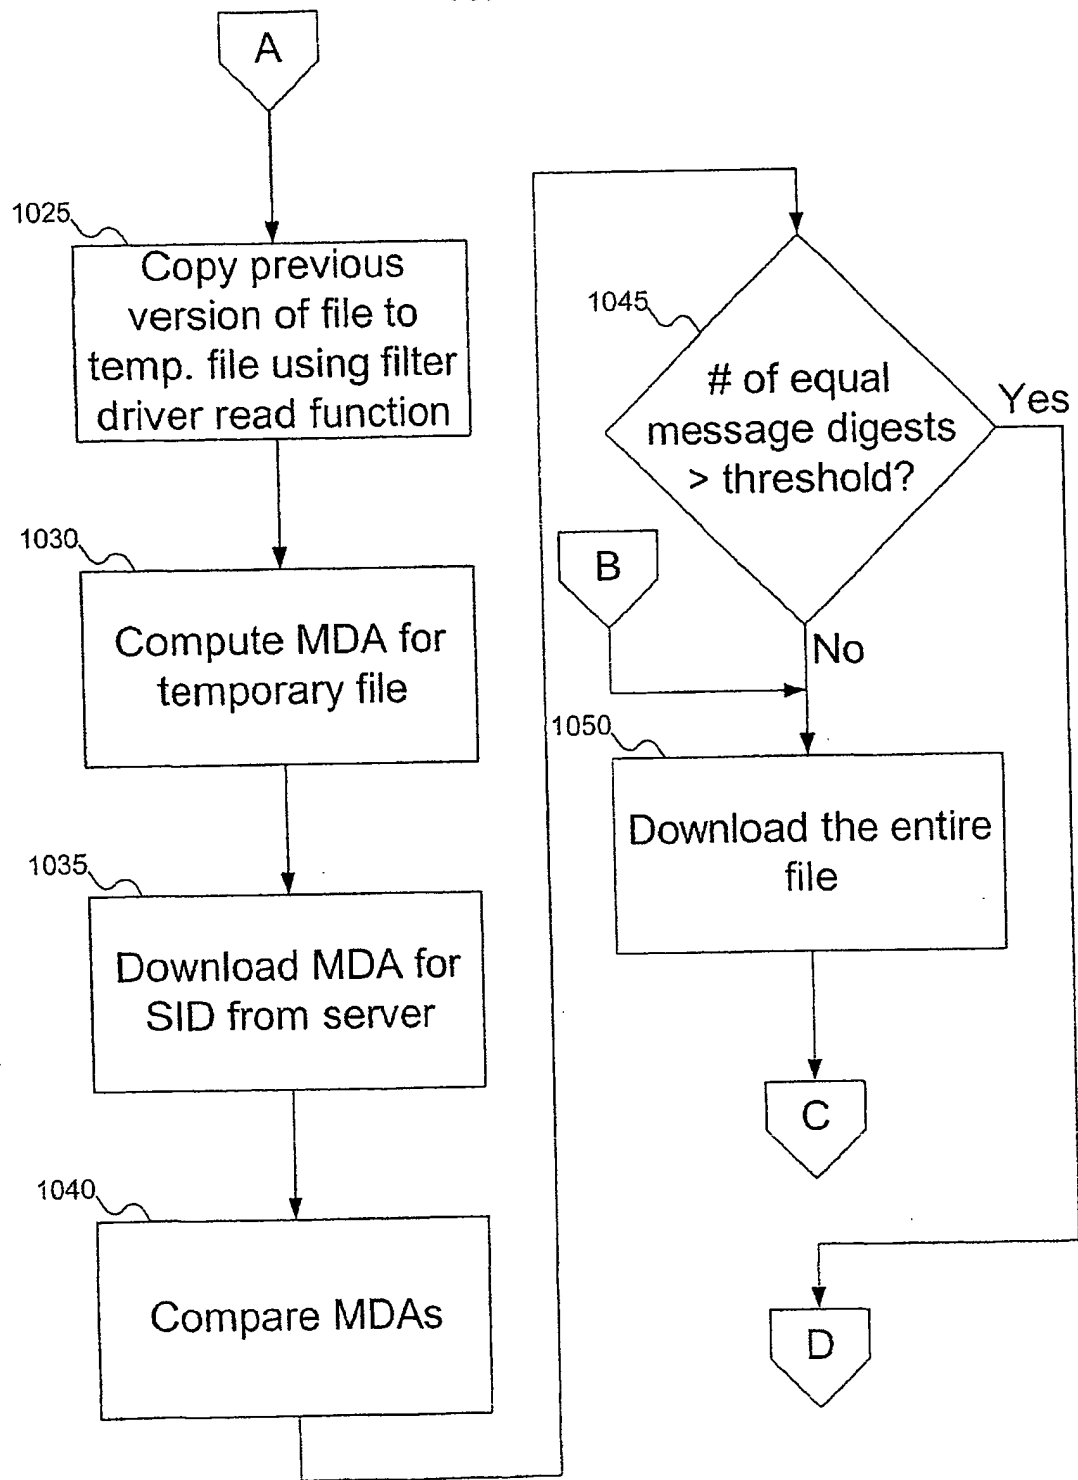 A
1025
Copy previous
version of file to
temp. file using filter
driver read function
1030
Compute MDA for
temporary file
1035
Download MDA for
SID from server
1040
Compare MDAs
1045
# of equal
message digests
> threshold?
Yes
B
No
1050
Download the entire
file
C
D